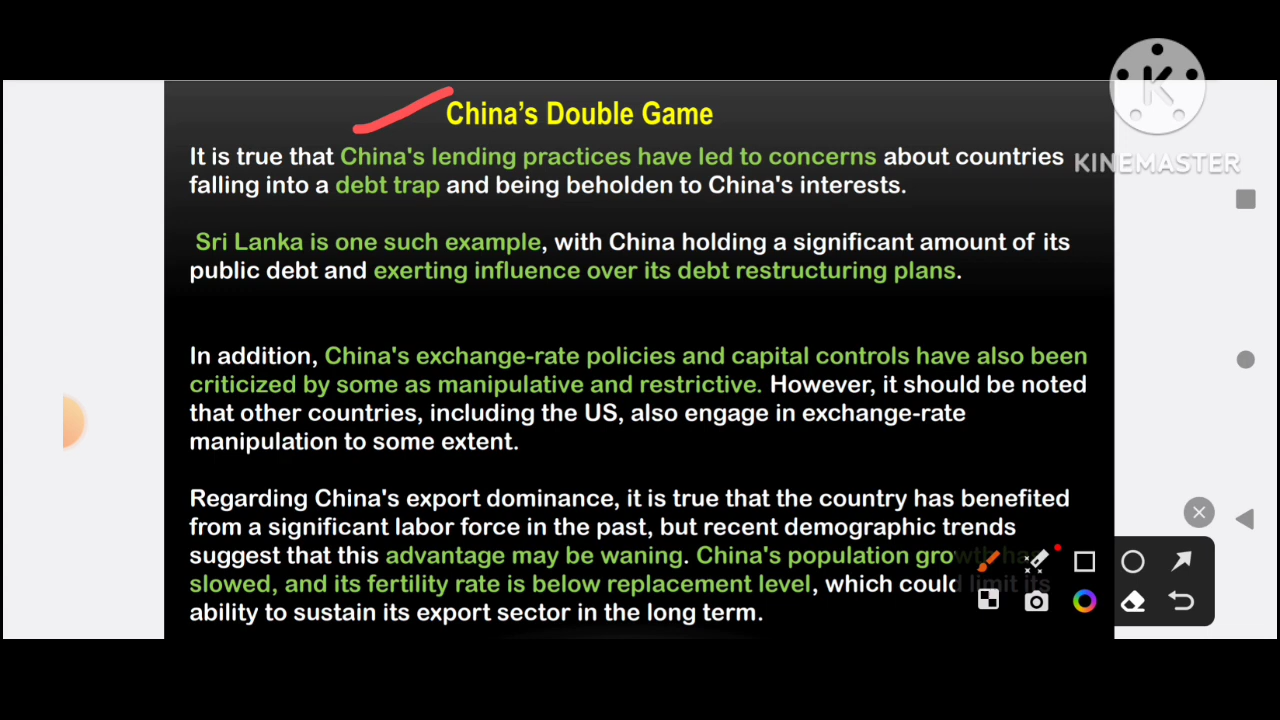 China's Double Game
It is true that China's lending practices have led to concerns about countries
KINEMASTER
falling into a debt trap and being beholden to China's interests.
Sri Lanka is one such example, with China holding a significant amount of its
public debt and exerting influence over its debt restructuring plans.
In addition, China's exchange-rate policies and capital controls have also been
criticized by some as manipulative and restrictive. However, it should be noted
that other countries, including the US, also engage in exchange-rate
manipulation to some extent.
Regarding China's export dominance, it is true that the country has benefited
from a significant labor force in the past, but recent demographic trends
suggest that this advantage may be waning. China's population growth has
slowed, and its fertility rate is below replacement level, which could limit its
ability to sustain its export sector in the long term.